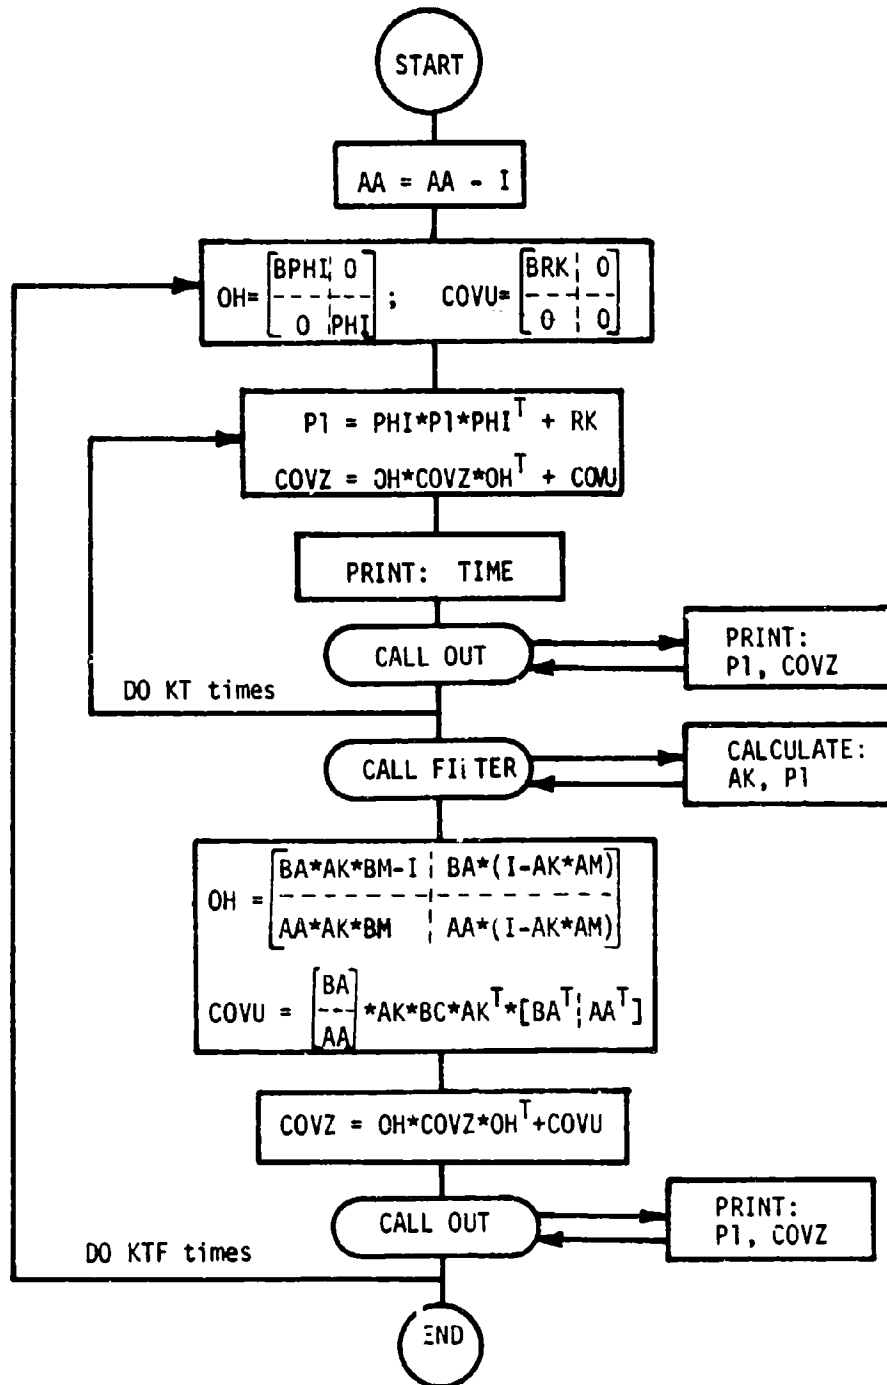 START
AA = AA - I
OH= [BPHI¦ 0 ; 0 ¦PHI] ; COVU= [BRK ¦ 0 ; 0 ¦ 0]
P1 = PHI*P1*PHI^T + RK
COVZ = OH*COVZ*OH^T + COVU
PRINT: TIME
CALL OUT
PRINT:
P1, COVZ
DO KT times
CALL FILTER
CALCULATE:
AK, P1
OH = [BA*AK*BM-I ¦ BA*(I-AK*AM) ; AA*AK*BM ¦ AA*(I-AK*AM)]
COVU = [BA ; AA] *AK*BC*AK^T*[BA^T¦AA^T]
COVZ = OH*COVZ*OH^T+COVU
CALL OUT
PRINT:
P1, COVZ
DO KTF times
END